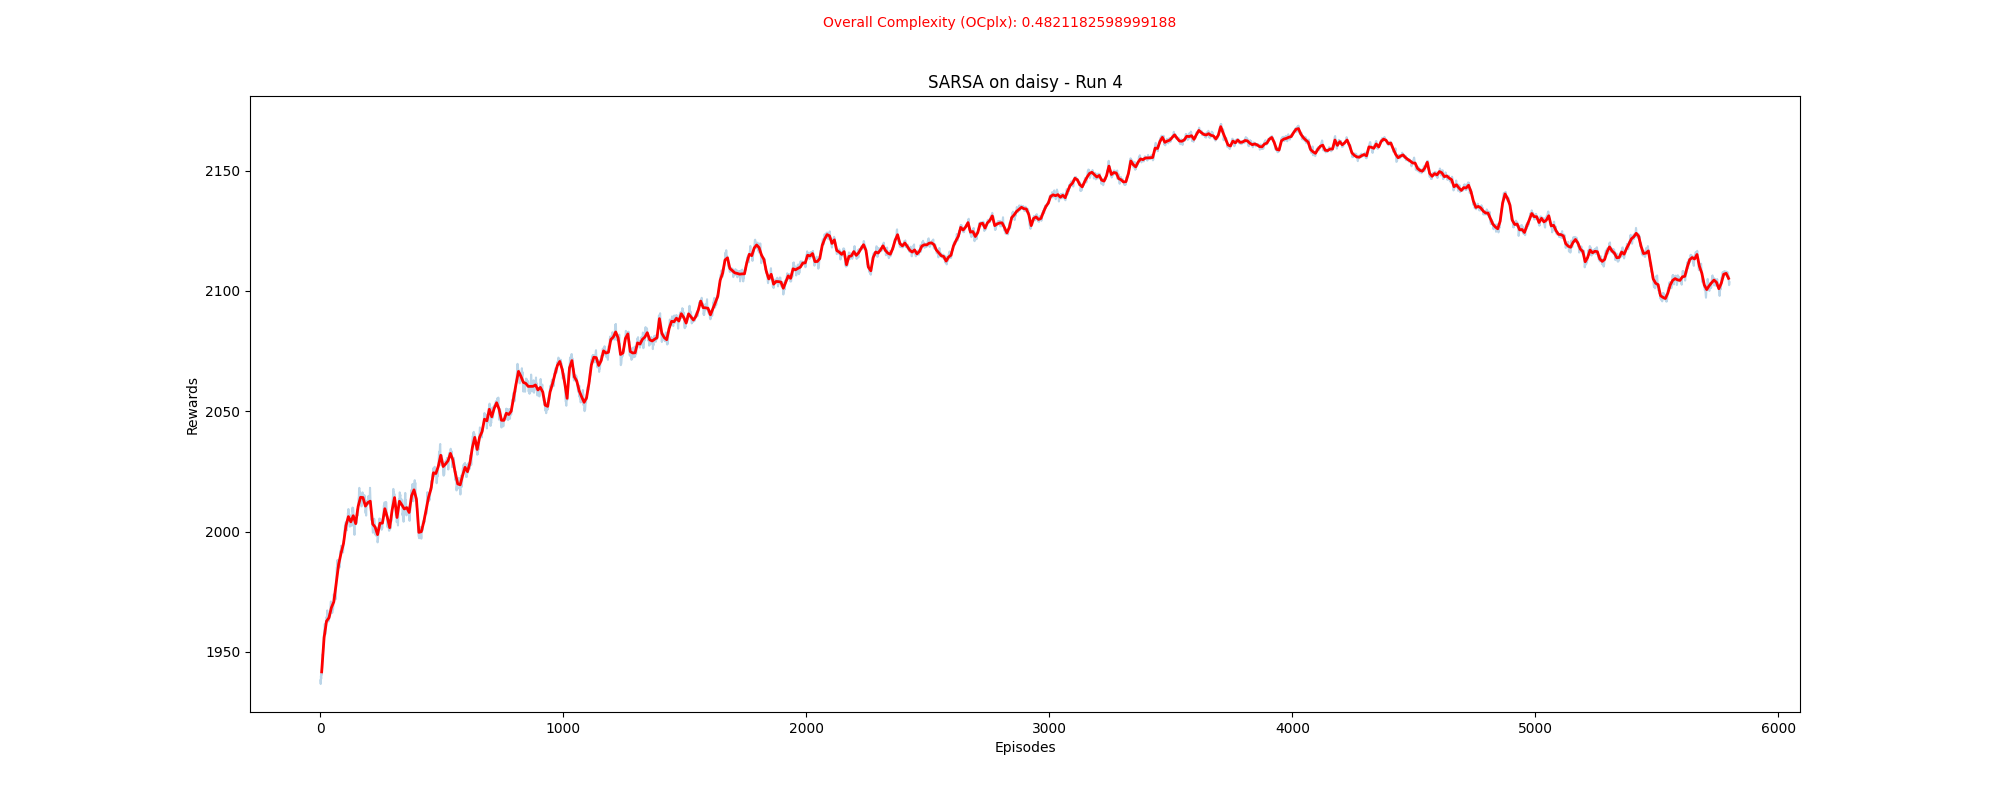 Overall Complexity (OCplx): 0.4821182598999188
SARSA on daisy - Run 4
Rewards
2150
2100
2050
2000
1950
0 1000 2000 3000 4000 5000 6000
Episodes